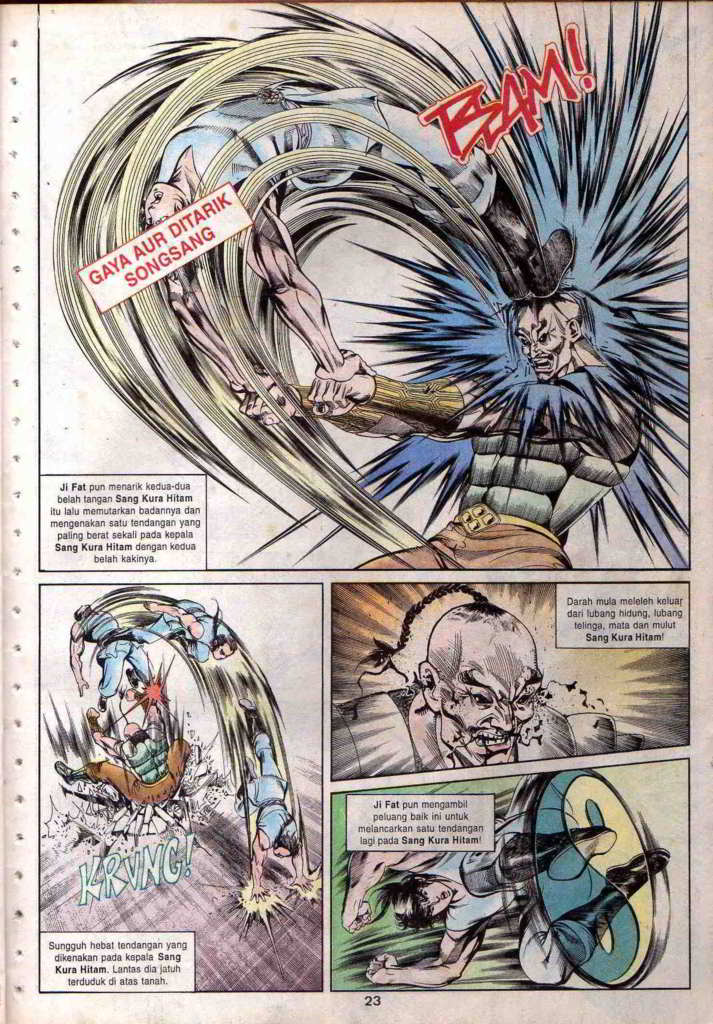 BAM!
GAYA AUR DITARIK
SONGSANG
Ji Fat pun menarik kedua-dua
belah tangan Sang Kura Hitam
itu lalu memutarkan badannya dan
mengenakan satu tendangan yang
paling berat sekali pada kepala
Sang Kura Hitam dengan kedua
belah kakinya.
KRUNG!
Sungguh hebat tendangan yang
dikenakan pada kepala Sang
Kura Hitam. Lantas dia jatuh
terduduk di atas tanah.
Darah mula meleleh keluar
dari lubang hidung, lubang
telinga, mata dan mulut
Sang Kura Hitam!
Ji Fat pun mengambil
peluang baik ini untuk
melancarkan satu tendangan
lagi pada Sang Kura Hitam!
23